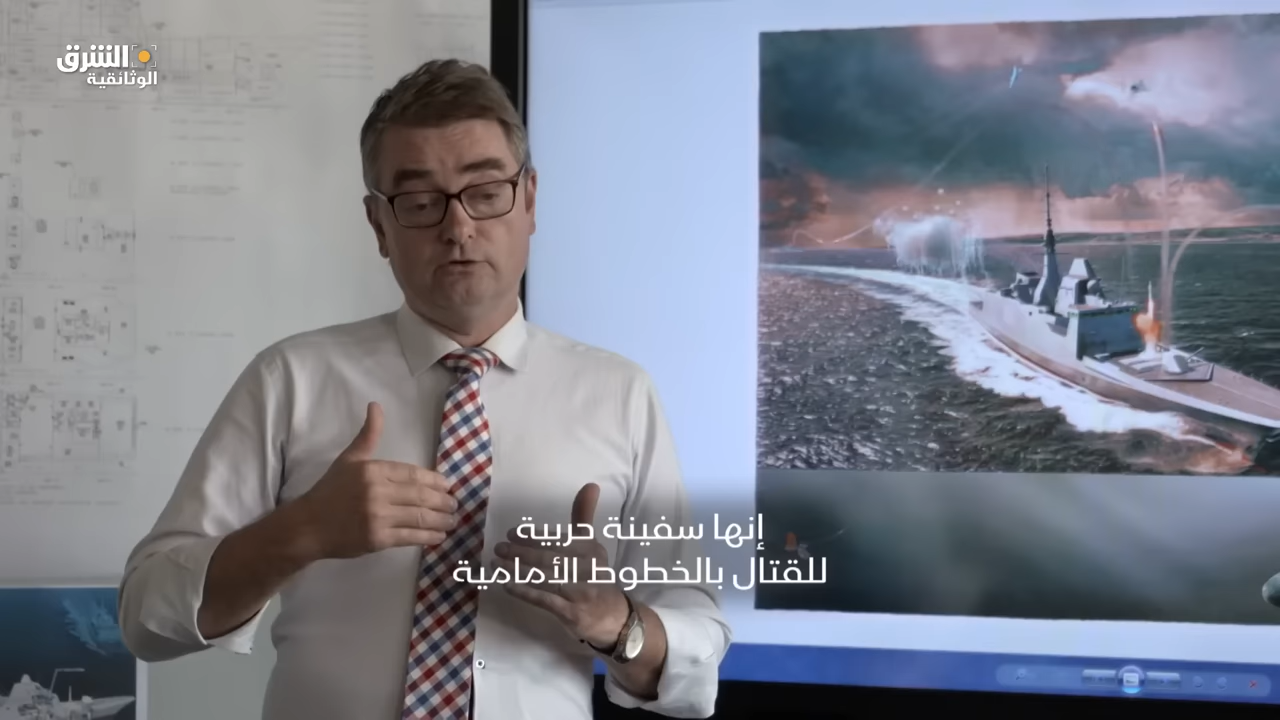 الشرق
الوثائقية
إنها سفينة حربية
للقتال بالخطوط الأمامية